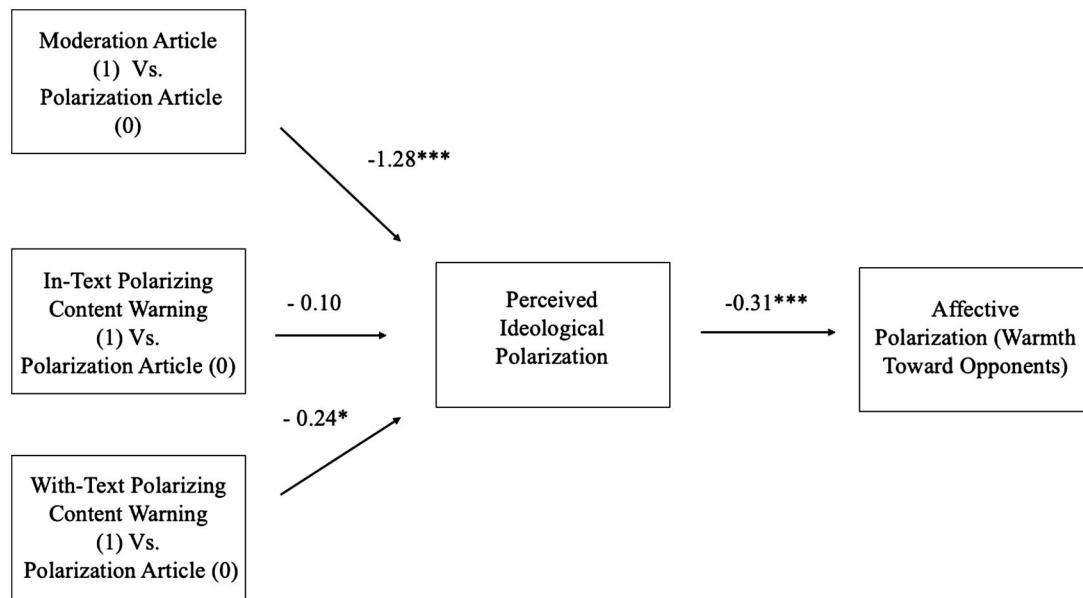 Moderation Article
(1) Vs.
Polarization Article
(0)
-1.28***
In-Text Polarizing
Content Warning
(1) Vs.
Polarization Article (0)
- 0.10
Perceived
Ideological
Polarization
-0.31***
Affective
Polarization (Warmth
Toward Opponents)
- 0.24*
With-Text Polarizing
Content Warning
(1) Vs.
Polarization Article (0)